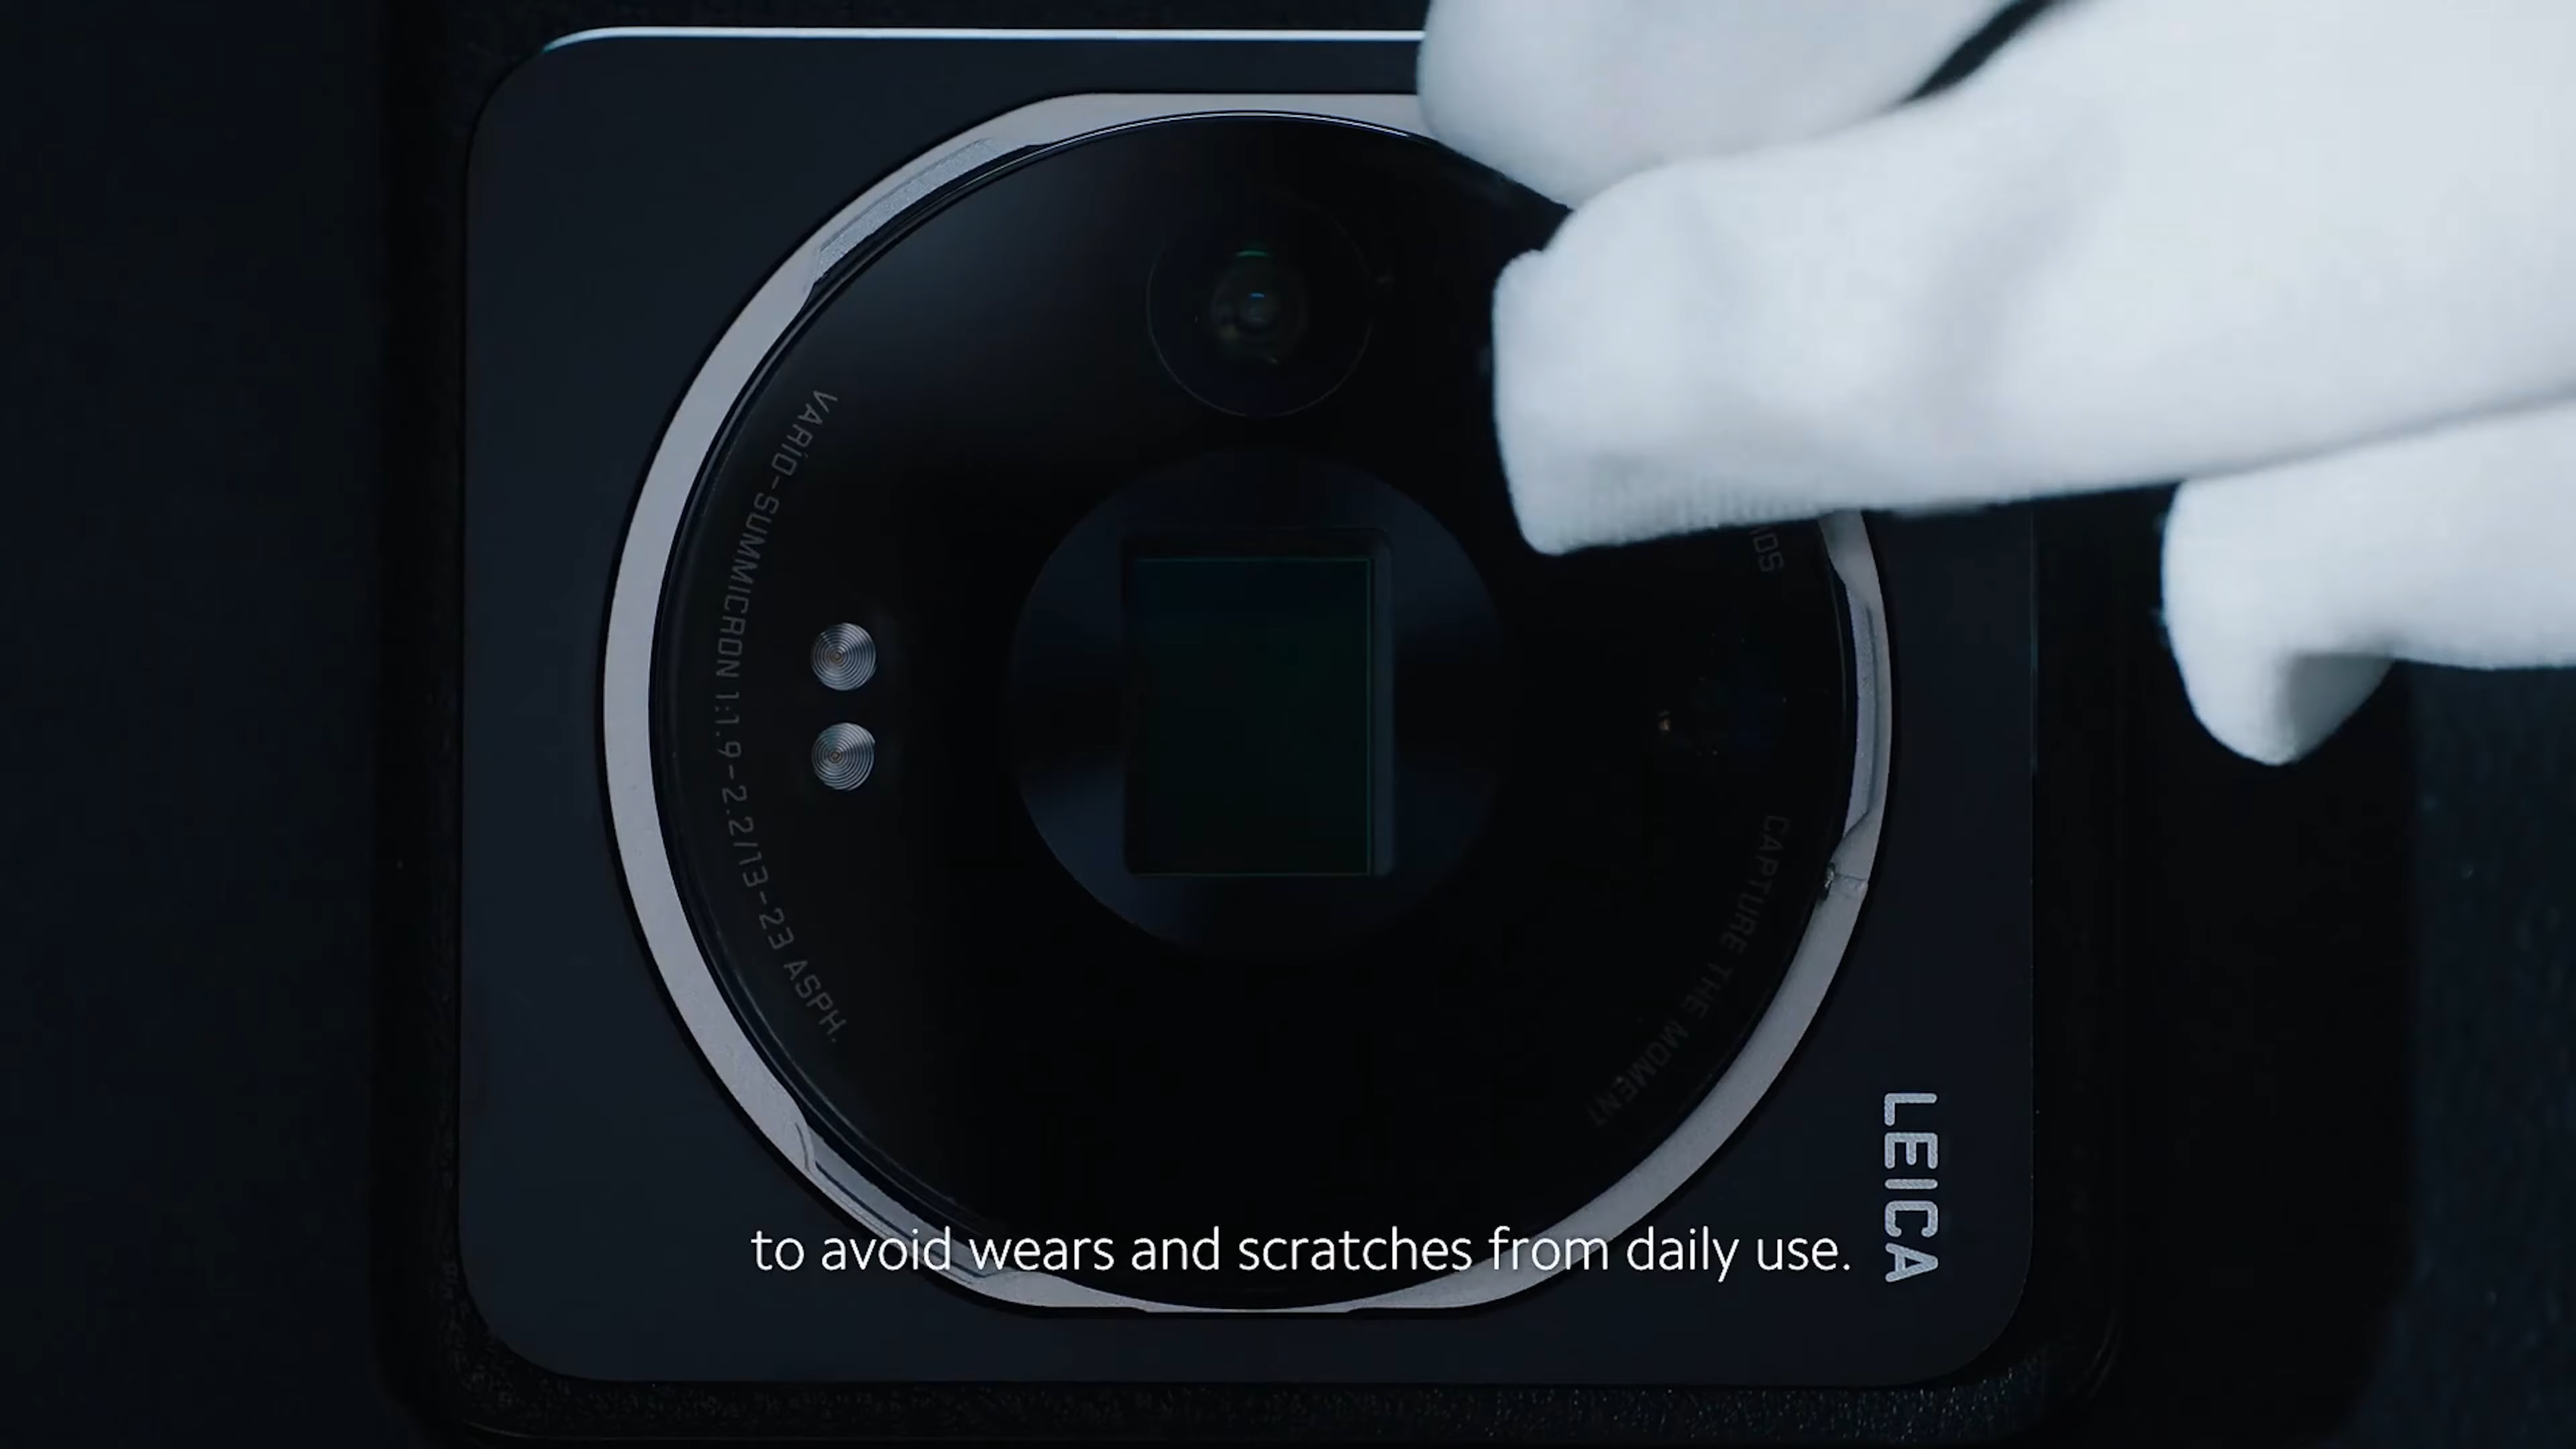 VARIO-SUMMICRON 1:1.9-2.2/13-23 ASPH.
CAPTURE THE MOMENT
LEICA
to avoid wears and scratches from daily use.